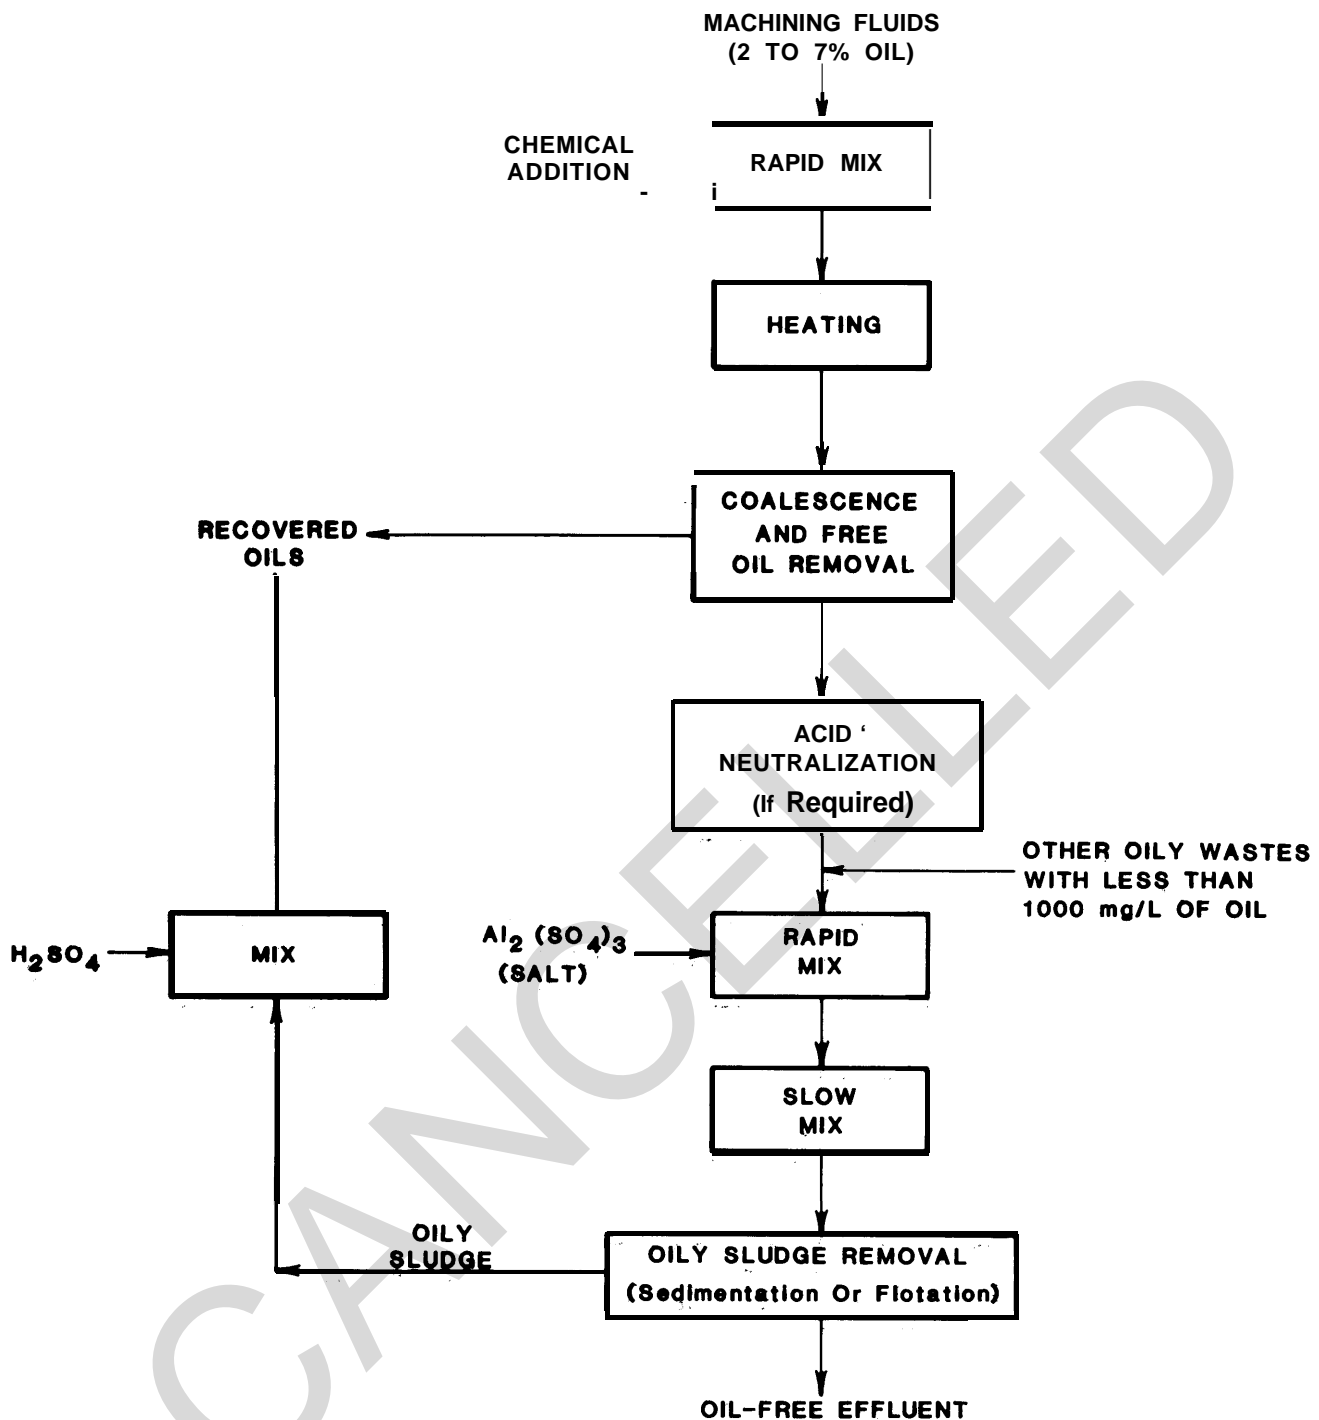 MACHINING FLUIDS
(2 TO 7% OIL)
CHEMICAL
ADDITION
-
i
RAPID MIX
HEATING
COALESCENCE
AND FREE
OIL REMOVAL
RECOVERED
OILS
ACID ‘
NEUTRALIZATION
(If Required)
OTHER OILY WASTES
WITH LESS THAN
1000 mg/L OF OIL
H2SO4
MIX
Al2 (SO4)3
(SALT)
RAPID
MIX
SLOW
MIX
OILY
SLUDGE
OILY SLUDGE REMOVAL
(Sedimentation Or Flotation)
OIL-FREE EFFLUENT
CANCELLED